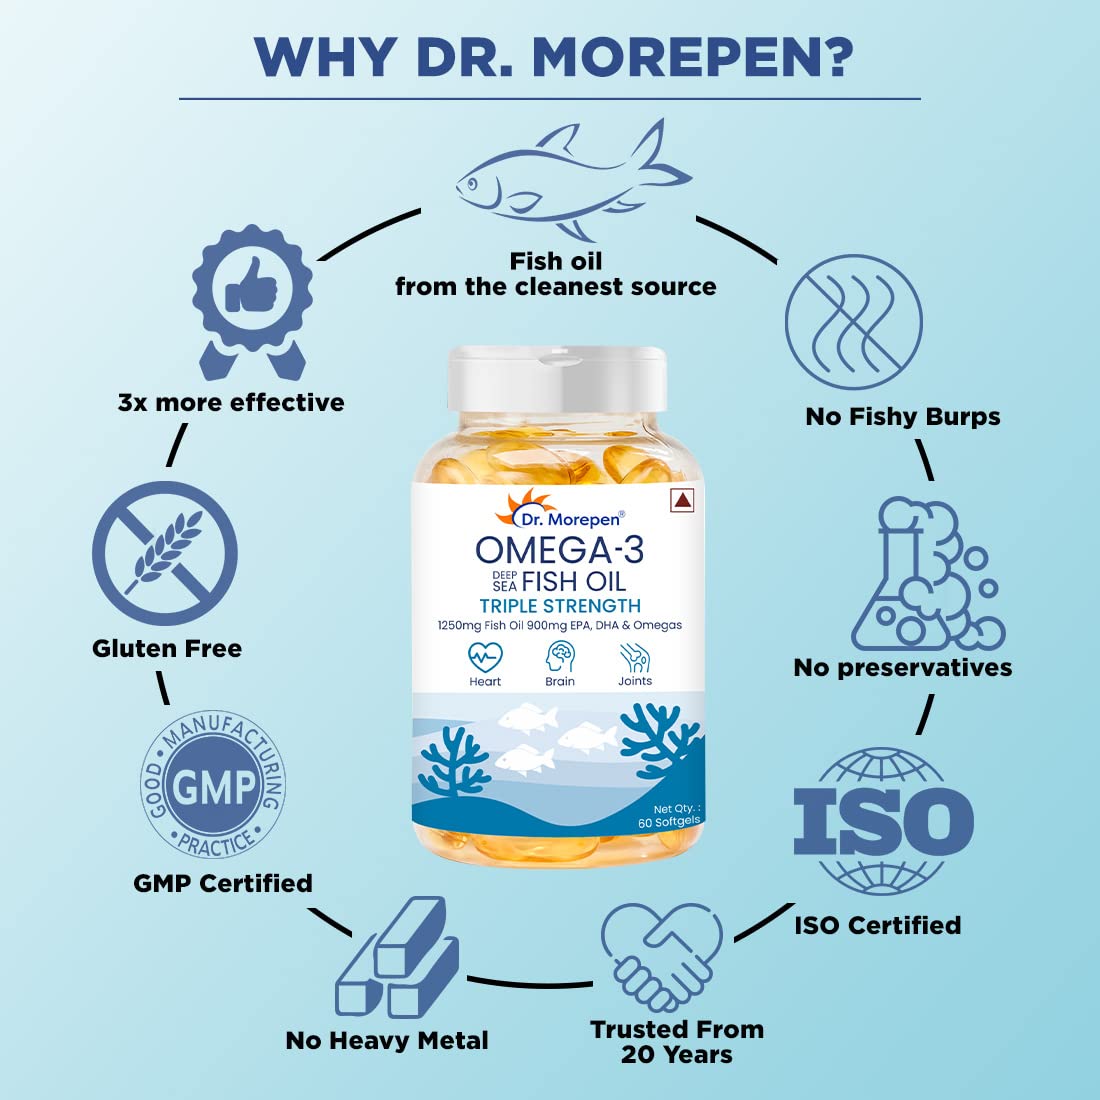 WHY DR. MOREPEN?
Fish oil
from the cleanest source
3x more effective
No Fishy Burps
Gluten Free
No preservatives
Dr. Morepen®
OMEGA-3
DEEP
SEA
FISH OIL
TRIPLE STRENGTH
1250mg Fish Oil 900mg EPA, DHA & Omegas
Heart
Brain
Joints
Net Qty. :
60 Softgels
GOOD • MANUFACTURING • PRACTICE •
GMP
GMP Certified
ISO
ISO Certified
No Heavy Metal
Trusted From
20 Years